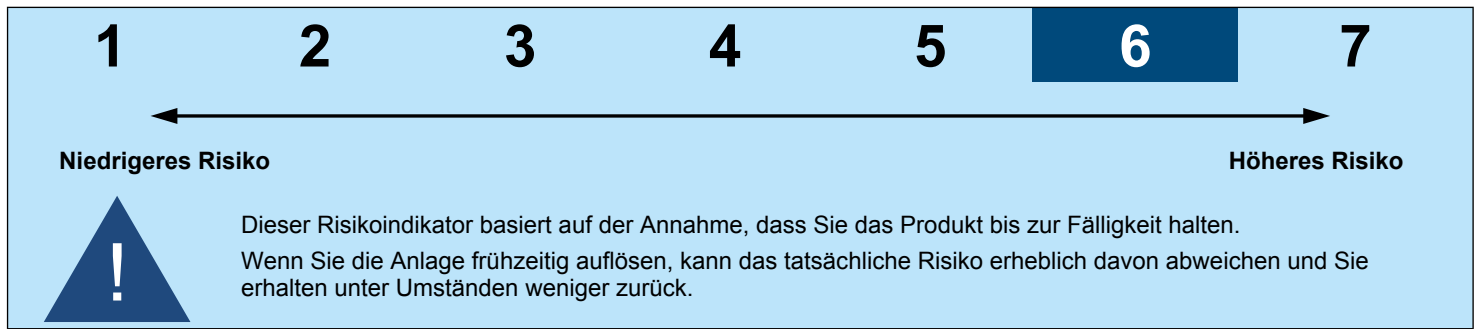 1 2 3 4 5 6 7
Niedrigeres Risiko Höheres Risiko
Dieser Risikoindikator basiert auf der Annahme, dass Sie das Produkt bis zur Fälligkeit halten.
Wenn Sie die Anlage frühzeitig auflösen, kann das tatsächliche Risiko erheblich davon abweichen und Sie
erhalten unter Umständen weniger zurück.
!